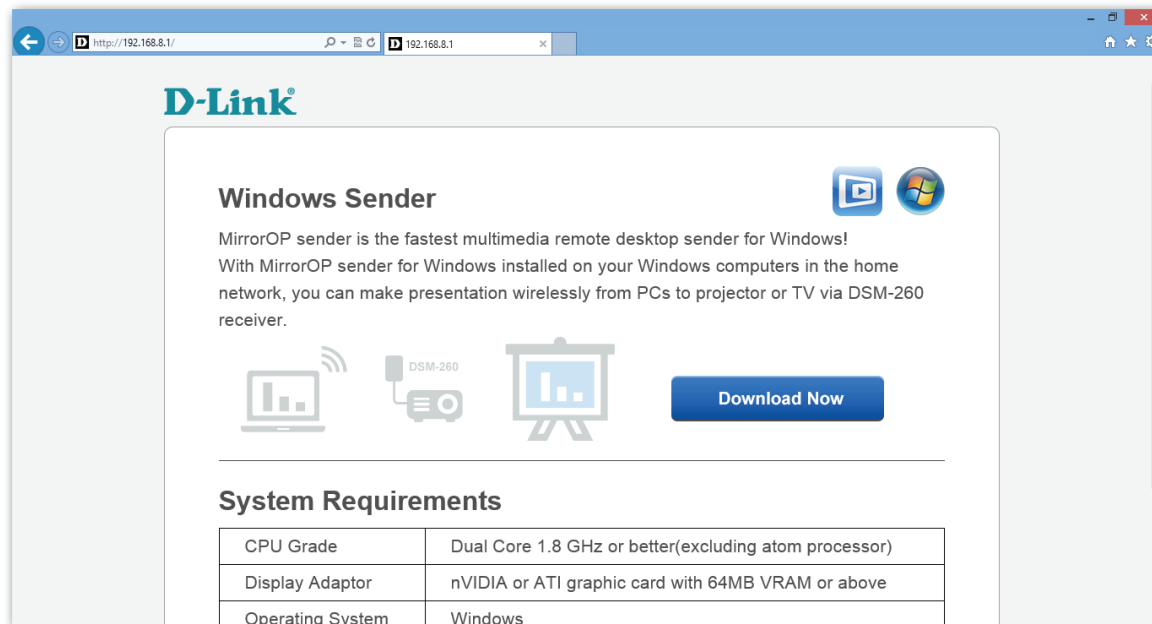 http://192.168.8.1/
192.168.8.1
D-Link®
Windows Sender
MirrorOP sender is the fastest multimedia remote desktop sender for Windows!
With MirrorOP sender for Windows installed on your Windows computers in the home
network, you can make presentation wirelessly from PCs to projector or TV via DSM-260
receiver.
DSM-260
Download Now
System Requirements
CPU Grade Dual Core 1.8 GHz or better(excluding atom processor)
Display Adaptor nVIDIA or ATI graphic card with 64MB VRAM or above
Operating System Windows